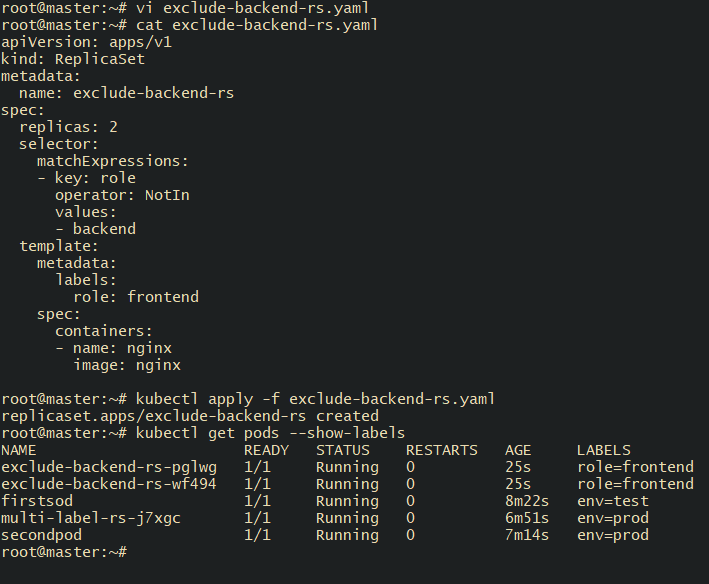 root@master:~# vi exclude-backend-rs.yaml
root@master:~# cat exclude-backend-rs.yaml
apiVersion: apps/v1
kind: ReplicaSet
metadata:
  name: exclude-backend-rs
spec:
  replicas: 2
  selector:
    matchExpressions:
    - key: role
      operator: NotIn
      values:
      - backend
  template:
    metadata:
      labels:
        role: frontend
    spec:
      containers:
      - name: nginx
        image: nginx

root@master:~# kubectl apply -f exclude-backend-rs.yaml
replicaset.apps/exclude-backend-rs created
root@master:~# kubectl get pods --show-labels
NAME                       READY   STATUS    RESTARTS   AGE     LABELS
exclude-backend-rs-pglwg   1/1     Running   0          25s     role=frontend
exclude-backend-rs-wf494   1/1     Running   0          25s     role=frontend
firstsod                   1/1     Running   0          8m22s   env=test
multi-label-rs-j7xgc       1/1     Running   0          6m51s   env=prod
secondpod                  1/1     Running   0          7m14s   env=prod
root@master:~#